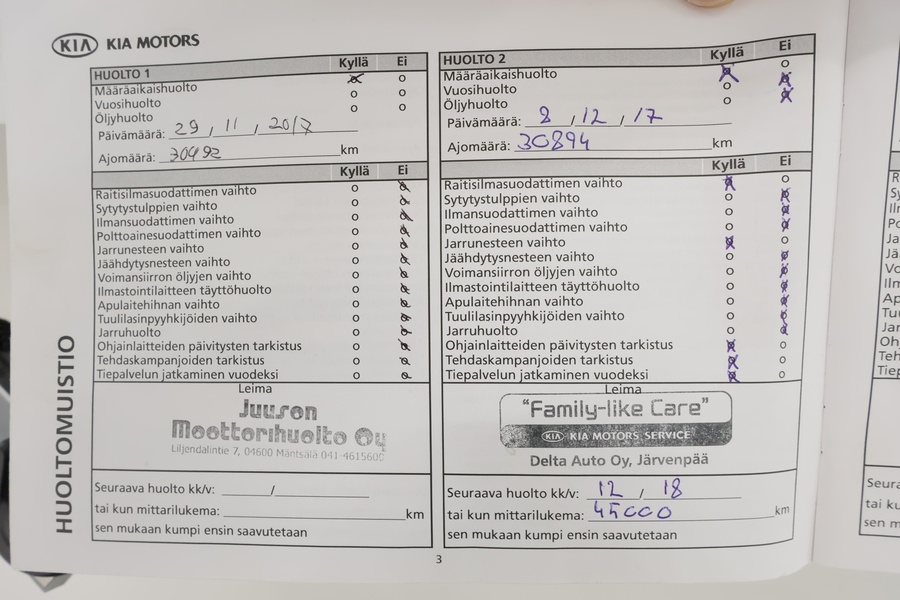 KIA KIA MOTORS
HUOLTOMUISTIO
HUOLTO 1 Kyllä Ei
Määräaikaishuolto
Vuosihuolto
Öljyhuolto
Päivämäärä: 29 / 11 / 2017
Ajomäärä: 30492 km
Kyllä Ei
Raitisilmasuodattimen vaihto
Sytytystulppien vaihto
Ilmansuodattimen vaihto
Polttoainesuodattimen vaihto
Jarrunesteen vaihto
Jäähdytysnesteen vaihto
Voimansiirron öljyjen vaihto
Ilmastointilaitteen täyttöhuolto
Apulaitehihnan vaihto
Tuulilasinpyyhkijöiden vaihto
Jarruhuolto
Ohjainlaitteiden päivitysten tarkistus
Tehdaskampanjoiden tarkistus
Tiepalvelun jatkaminen vuodeksi
Leima
Juuson
Moottorihuolto Oy
Liljendalintie 7, 04600 Mäntsälä 041-4615600
Seuraava huolto kk/v: /
tai kun mittarilukema: km
sen mukaan kumpi ensin saavutetaan
HUOLTO 2 Kyllä Ei
Määräaikaishuolto
Vuosihuolto
Öljyhuolto
Päivämäärä: 8 / 12 / 17
Ajomäärä: 30894 km
Kyllä Ei
Raitisilmasuodattimen vaihto
Sytytystulppien vaihto
Ilmansuodattimen vaihto
Polttoainesuodattimen vaihto
Jarrunesteen vaihto
Jäähdytysnesteen vaihto
Voimansiirron öljyjen vaihto
Ilmastointilaitteen täyttöhuolto
Apulaitehihnan vaihto
Tuulilasinpyyhkijöiden vaihto
Jarruhuolto
Ohjainlaitteiden päivitysten tarkistus
Tehdaskampanjoiden tarkistus
Tiepalvelun jatkaminen vuodeksi
Leima
"Family-like Care"
KIA KIA MOTORS SERVICE
Delta Auto Oy, Järvenpää
Seuraava huolto kk/v: 12 / 18
tai kun mittarilukema: 45000 km
sen mukaan kumpi ensin saavutetaan
3